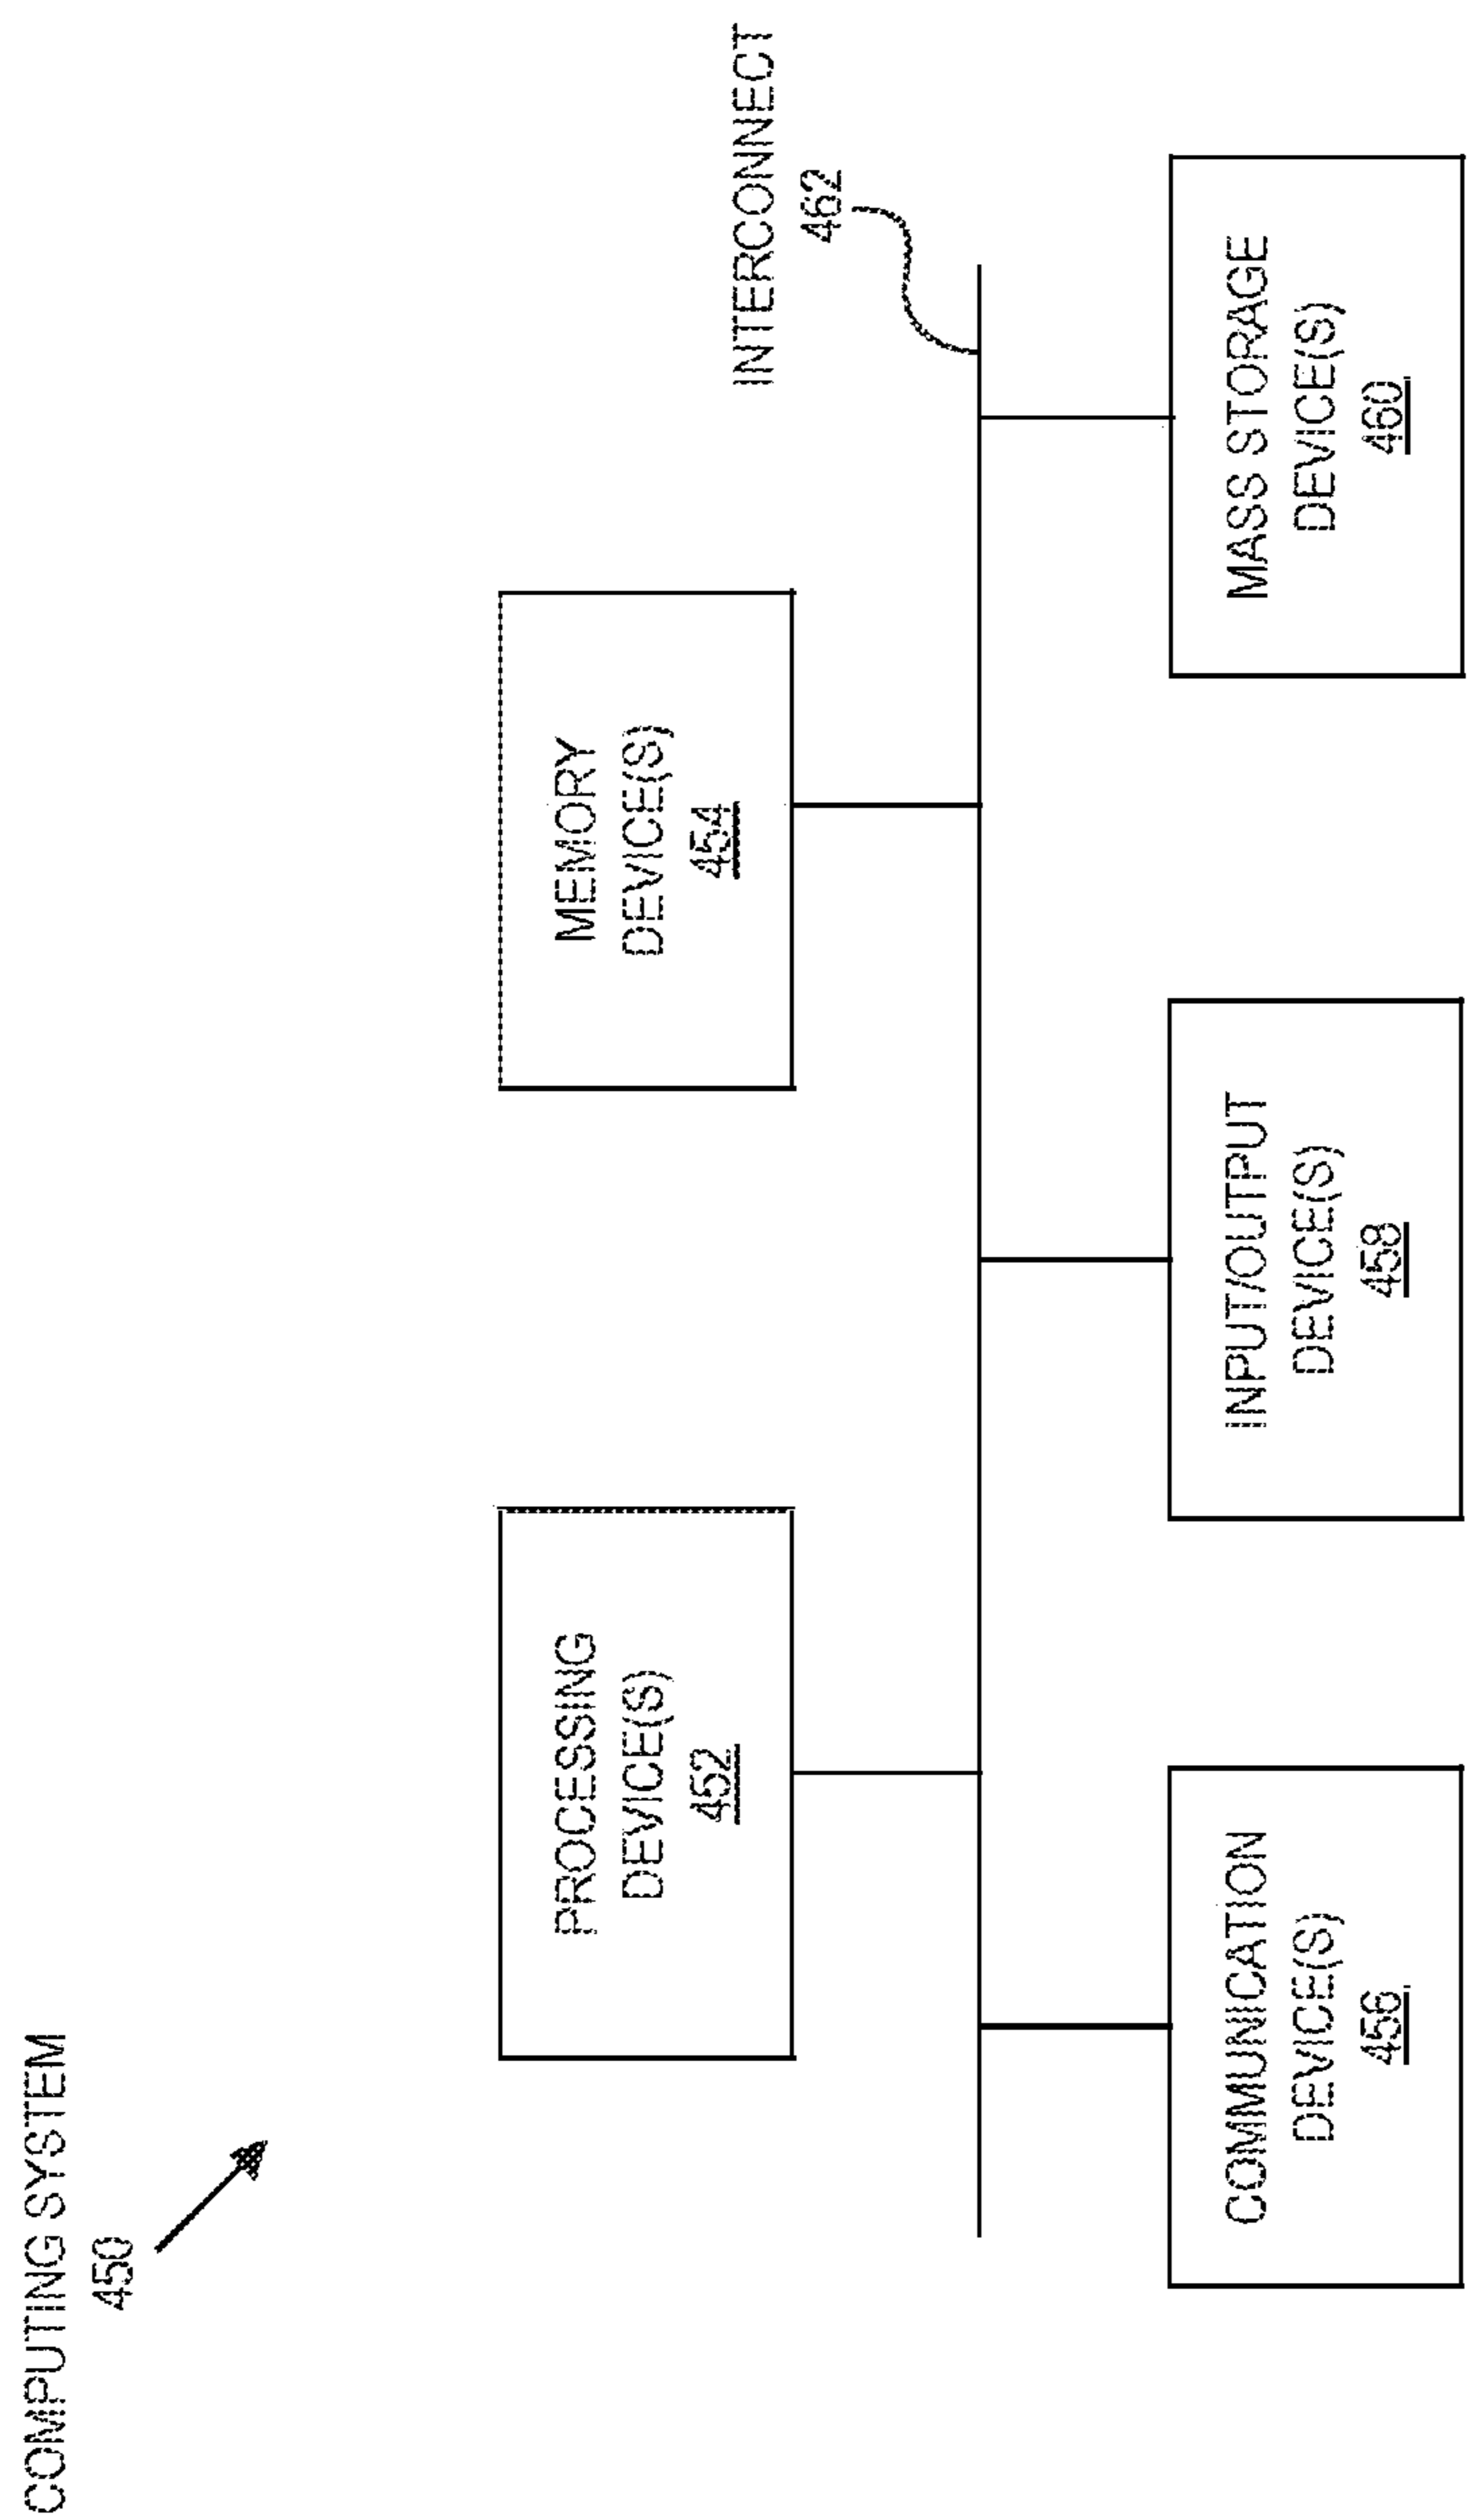 COMPUTING SYSTEM
450
PROCESSING
DEVICE(S)
452
MEMORY
DEVICE(S)
454
INTERCONNECT
462
COMMUNICATION
DEVICE(S)
456
INPUT/OUTPUT
DEVICE(S)
458
MASS STORAGE
DEVICE(S)
460